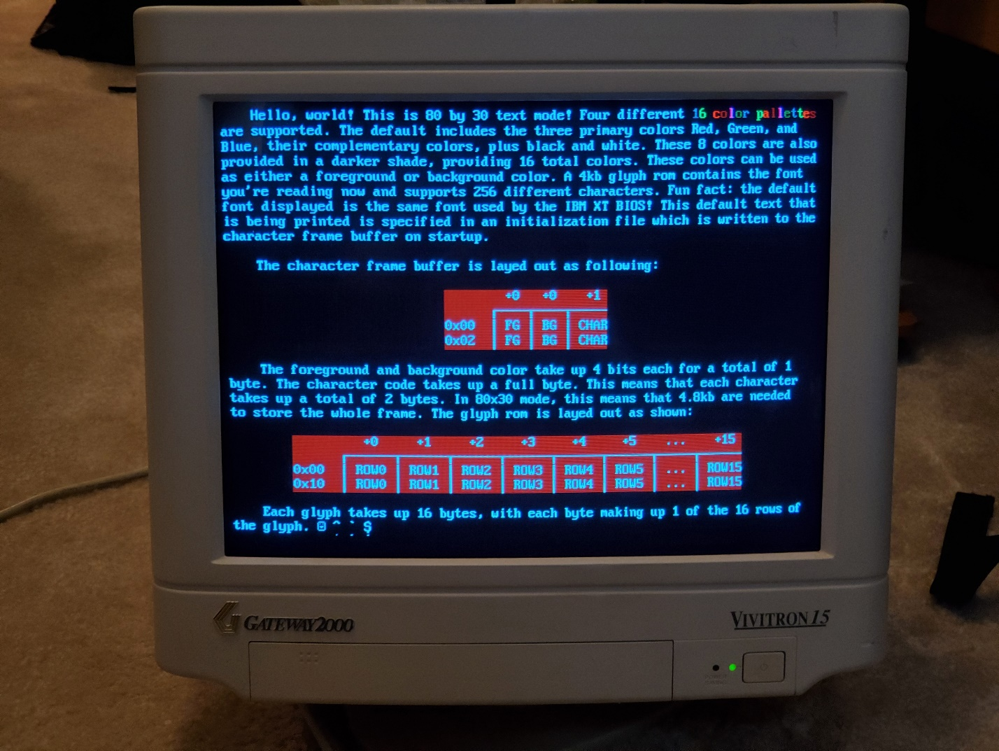 Hello, world! This is 80 by 30 text mode! Four different 16 color pallettes
are supported. The default includes the three primary colors Red, Green, and
Blue, their complementary colors, plus black and white. These 8 colors are also
provided in a darker shade, providing 16 total colors. These colors can be used
as either a foreground or background color. A 4kb glyph rom contains the font
you're reading now and supports 256 different characters. Fun fact: the default
font displayed is the same font used by the IBM XT BIOS! This default text that
is being printed is specified in an initialization file which is written to the
character frame buffer on startup.
The character frame buffer is layed out as following:
+0 +0 +1
0x00 FG BG CHAR
0x02 FG BG CHAR
The foreground and background color take up 4 bits each for a total of 1
byte. The character code takes up a full byte. This means that each character
takes up a total of 2 bytes. In 80x30 mode, this means that 4.8kb are needed
to store the whole frame. The glyph rom is layed out as shown:
+0 +1 +2 +3 +4 +5 ... +15
0x00 ROW0 ROW1 ROW2 ROW3 ROW4 ROW5 ... ROW15
0x10 ROW0 ROW1 ROW2 ROW3 ROW4 ROW5 ... ROW15
Each glyph takes up 16 bytes, with each byte making up 1 of the 16 rows of
the glyph.
GATEWAY2000
VIVITRON 15